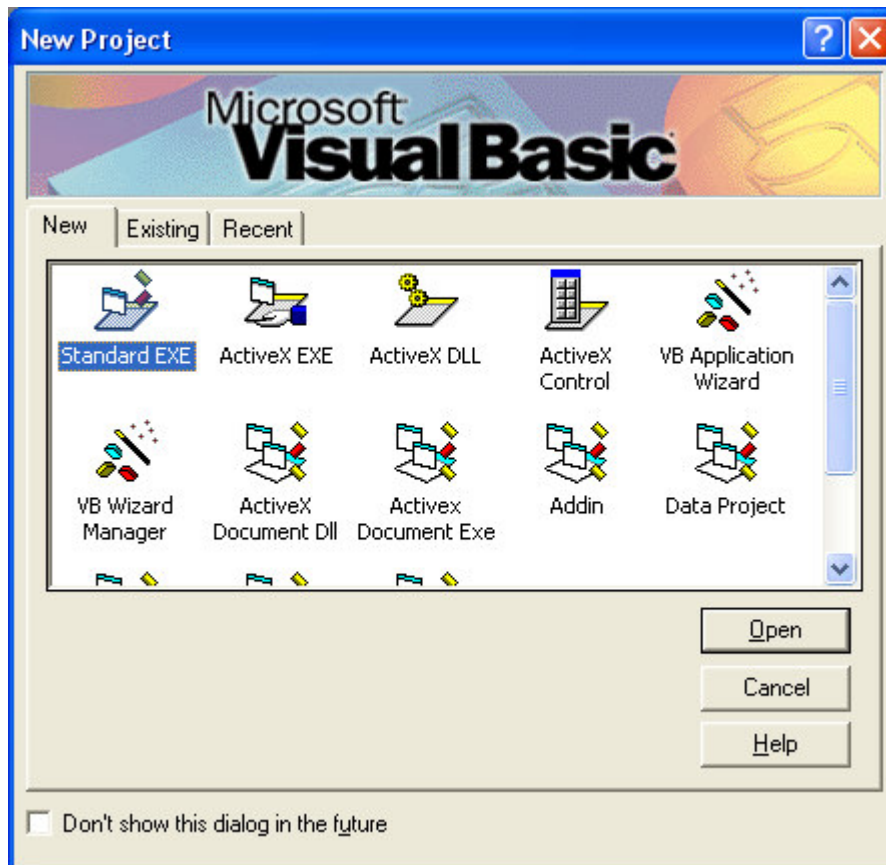 New Project
Microsoft
Visual Basic
New
Existing
Recent
Standard EXE
ActiveX EXE
ActiveX DLL
ActiveX
Control
VB Application
Wizard
VB Wizard
Manager
ActiveX
Document Dll
Activex
Document Exe
Addin
Data Project
Open
Cancel
Help
Don't show this dialog in the future